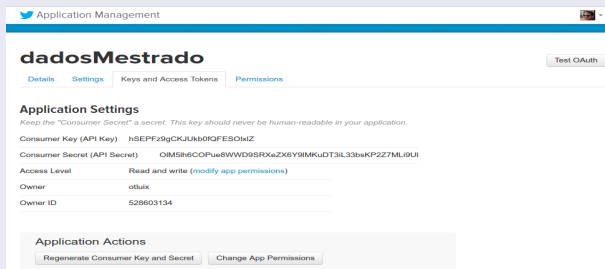 Application Management
dadosMestrado
Test OAuth
Details Settings Keys and Access Tokens Permissions
Application Settings
Keep the "Consumer Secret" a secret. This key should never be human-readable in your application.
Consumer Key (API Key)
Consumer Secret (API Secret)
Access Level Read and write (modify app permissions)
Owner otluix
Owner ID 528603134
Application Actions
Regenerate Consumer Key and Secret Change App Permissions